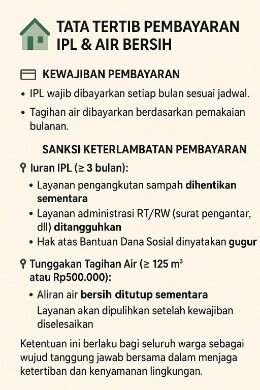 TATA TERTIB PEMBAYARAN
IPL & AIR BERSIH
KEWAJIBAN PEMBAYARAN
• IPL wajib dibayarkan setiap bulan sesuai jadwal.
• Tagihan air dibayarkan berdasarkan pemakaian
bulanan.
SANKSI KETERLAMBATAN PEMBAYARAN
Iuran IPL (≥ 3 bulan):
• Layanan pengangkutan sampah dihentikan
sementara
• Layanan administrasi RT/RW (surat pengantar,
dll) ditangguhkan
• Hak atas Bantuan Dana Sosial dinyatakan gugur
Tunggakan Tagihan Air (≥ 125 m³
atau Rp500.000):
• Aliran air bersih ditutup sementara
Layanan akan dipulihkan setelah kewajiban
diselesaikan
Ketentuan ini berlaku bagi seluruh warga sebagai
wujud tanggung jawab bersama dalam menjaga
ketertiban dan kenyamanan lingkungan.